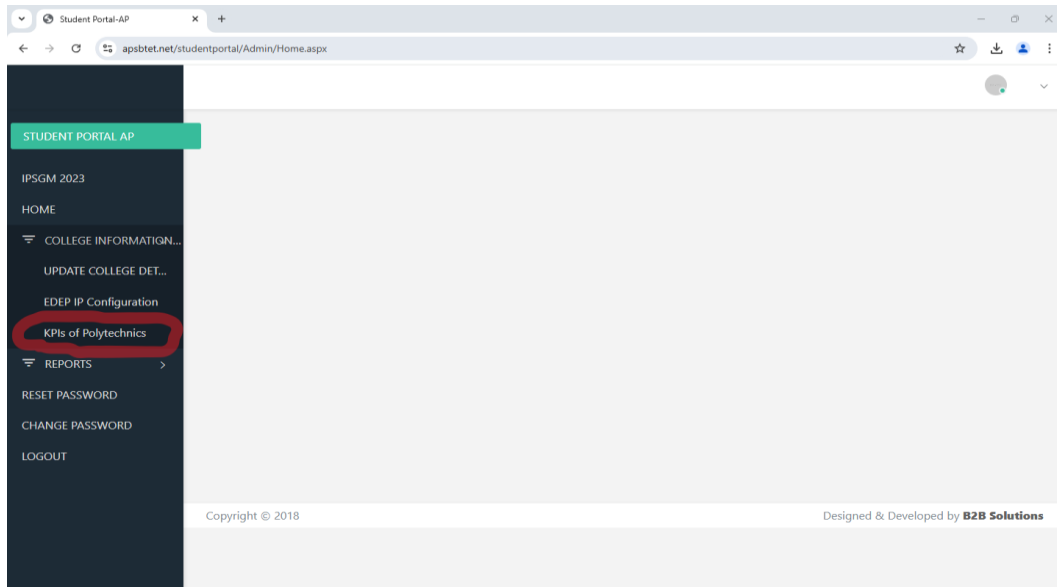 Student Portal-AP
apsbtet.net/studentportal/Admin/Home.aspx
STUDENT PORTAL AP
IPSGM 2023
HOME
COLLEGE INFORMATION...
UPDATE COLLEGE DET...
EDEP IP Configuration
KPIs of Polytechnics
REPORTS
RESET PASSWORD
CHANGE PASSWORD
LOGOUT
Copyright © 2018
Designed & Developed by B2B Solutions